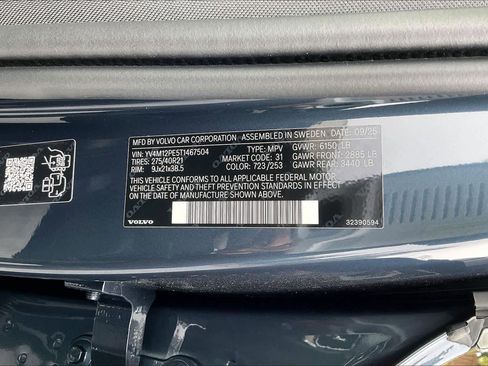 MFD BY VOLVO CAR CORPORATION, ASSEMBLED IN SWEDEN. DATE: 09/25
VIN: YV4M12PE5T1467504 TYPE: MPV GVWR: 6150 LB
TIRES: 275/40R21 MARKET CODE: 31 GAWR FRONT: 2885 LB
RIM: 9Jx21x38.5 COLOR: 723/253 GAWR REAR: 3440 LB
THIS VEHICLE CONFORMS TO ALL APPLICABLE FEDERAL MOTOR
VEHICLE SAFETY AND THEFT PREVENTION STANDARDS IN EFFECT ON THE
DATE OF MANUFACTURE SHOWN ABOVE.
VOLVO 32390594